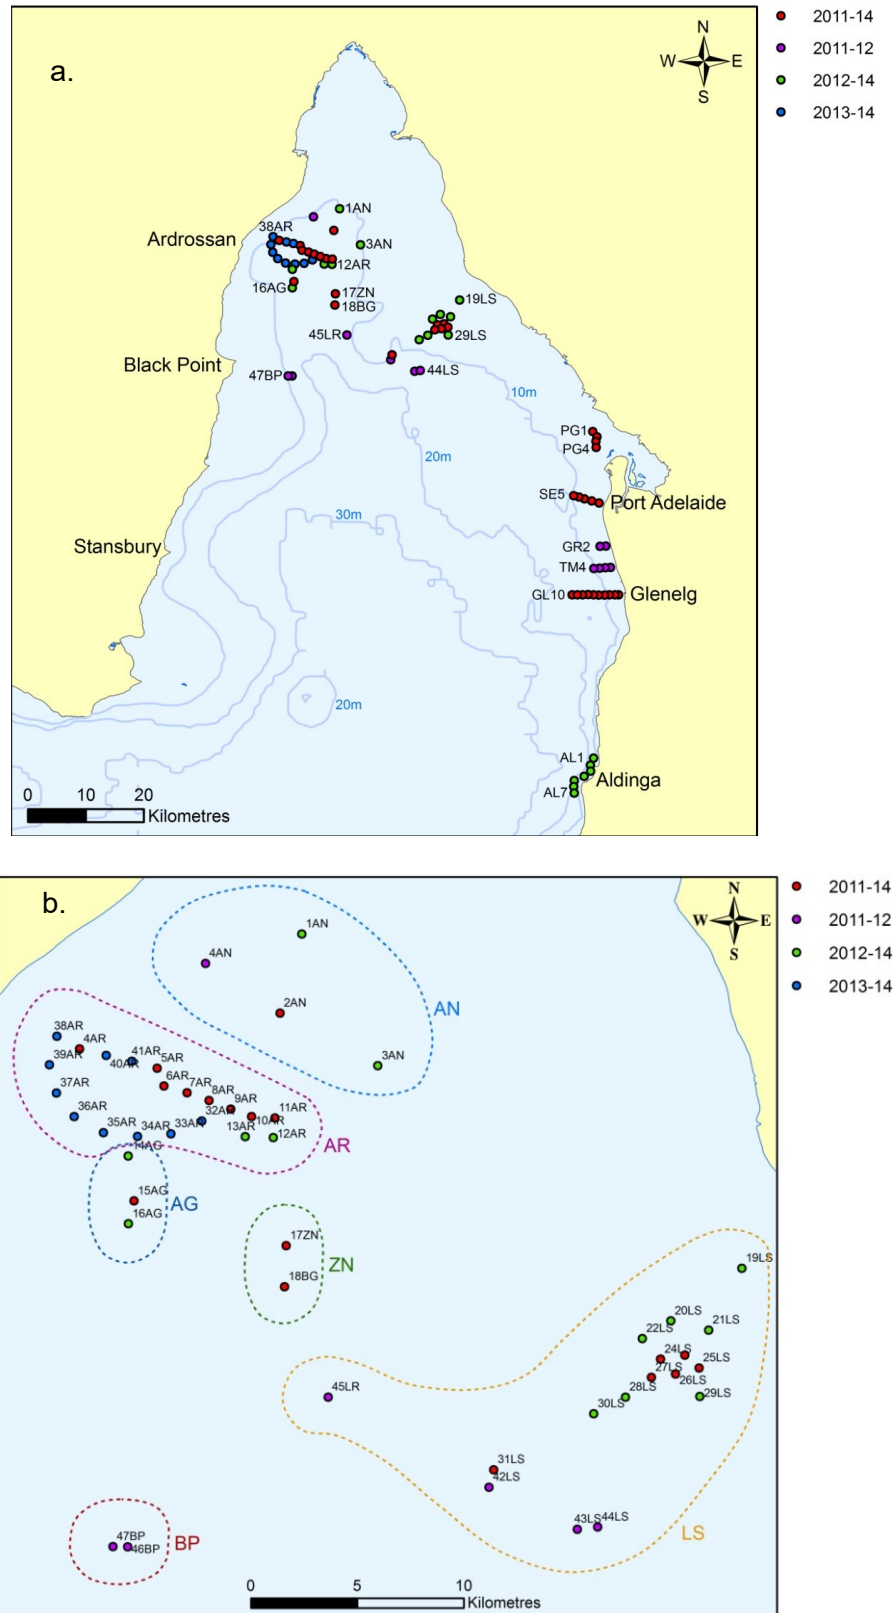 a.
N
W E
S
2011-14
2011-12
2012-14
2013-14
1AN
38AR
Ardrossan
3AN
12AR
16AG
17ZN
18BG
19LS
45LR
29LS
Black Point
47BP
44LS
10m
PG1
PG4
20m
SE5
Port Adelaide
30m
Stansbury
GR2
TM4
GL10
Glenelg
20m
AL1
Aldinga
AL7
0 10 20
Kilometres
b.
N
W E
S
2011-14
2011-12
2012-14
2013-14
1AN
4AN
2AN
AN
3AN
38AR
4AR
39AR
40AR
41AR
5AR
37AR
6AR
7AR
8AR
9AR
36AR
32AR
10AR
11AR
35AR
34AR
33AR
13AR
12AR
AR
14AG
15AG
AG
16AG
17ZN
ZN
18BG
19LS
20LS
21LS
22LS
24LS
25LS
27LS
26LS
28LS
29LS
30LS
45LR
31LS
42LS
43LS
44LS
LS
47BP
46BP
BP
0 5 10
Kilometres